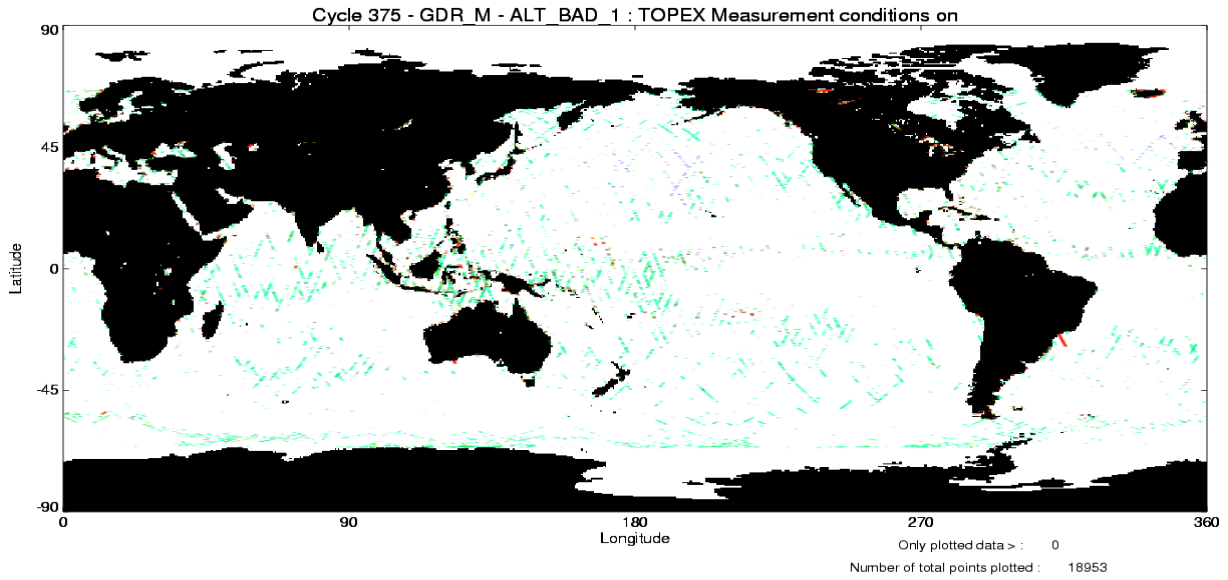 Cycle 375 - GDR_M - ALT_BAD_1 : TOPEX Measurement conditions on
90
45
Latitude
0
-45
-90
0 90 180 270 360
Longitude
Only plotted data > : 0
Number of total points plotted : 18953